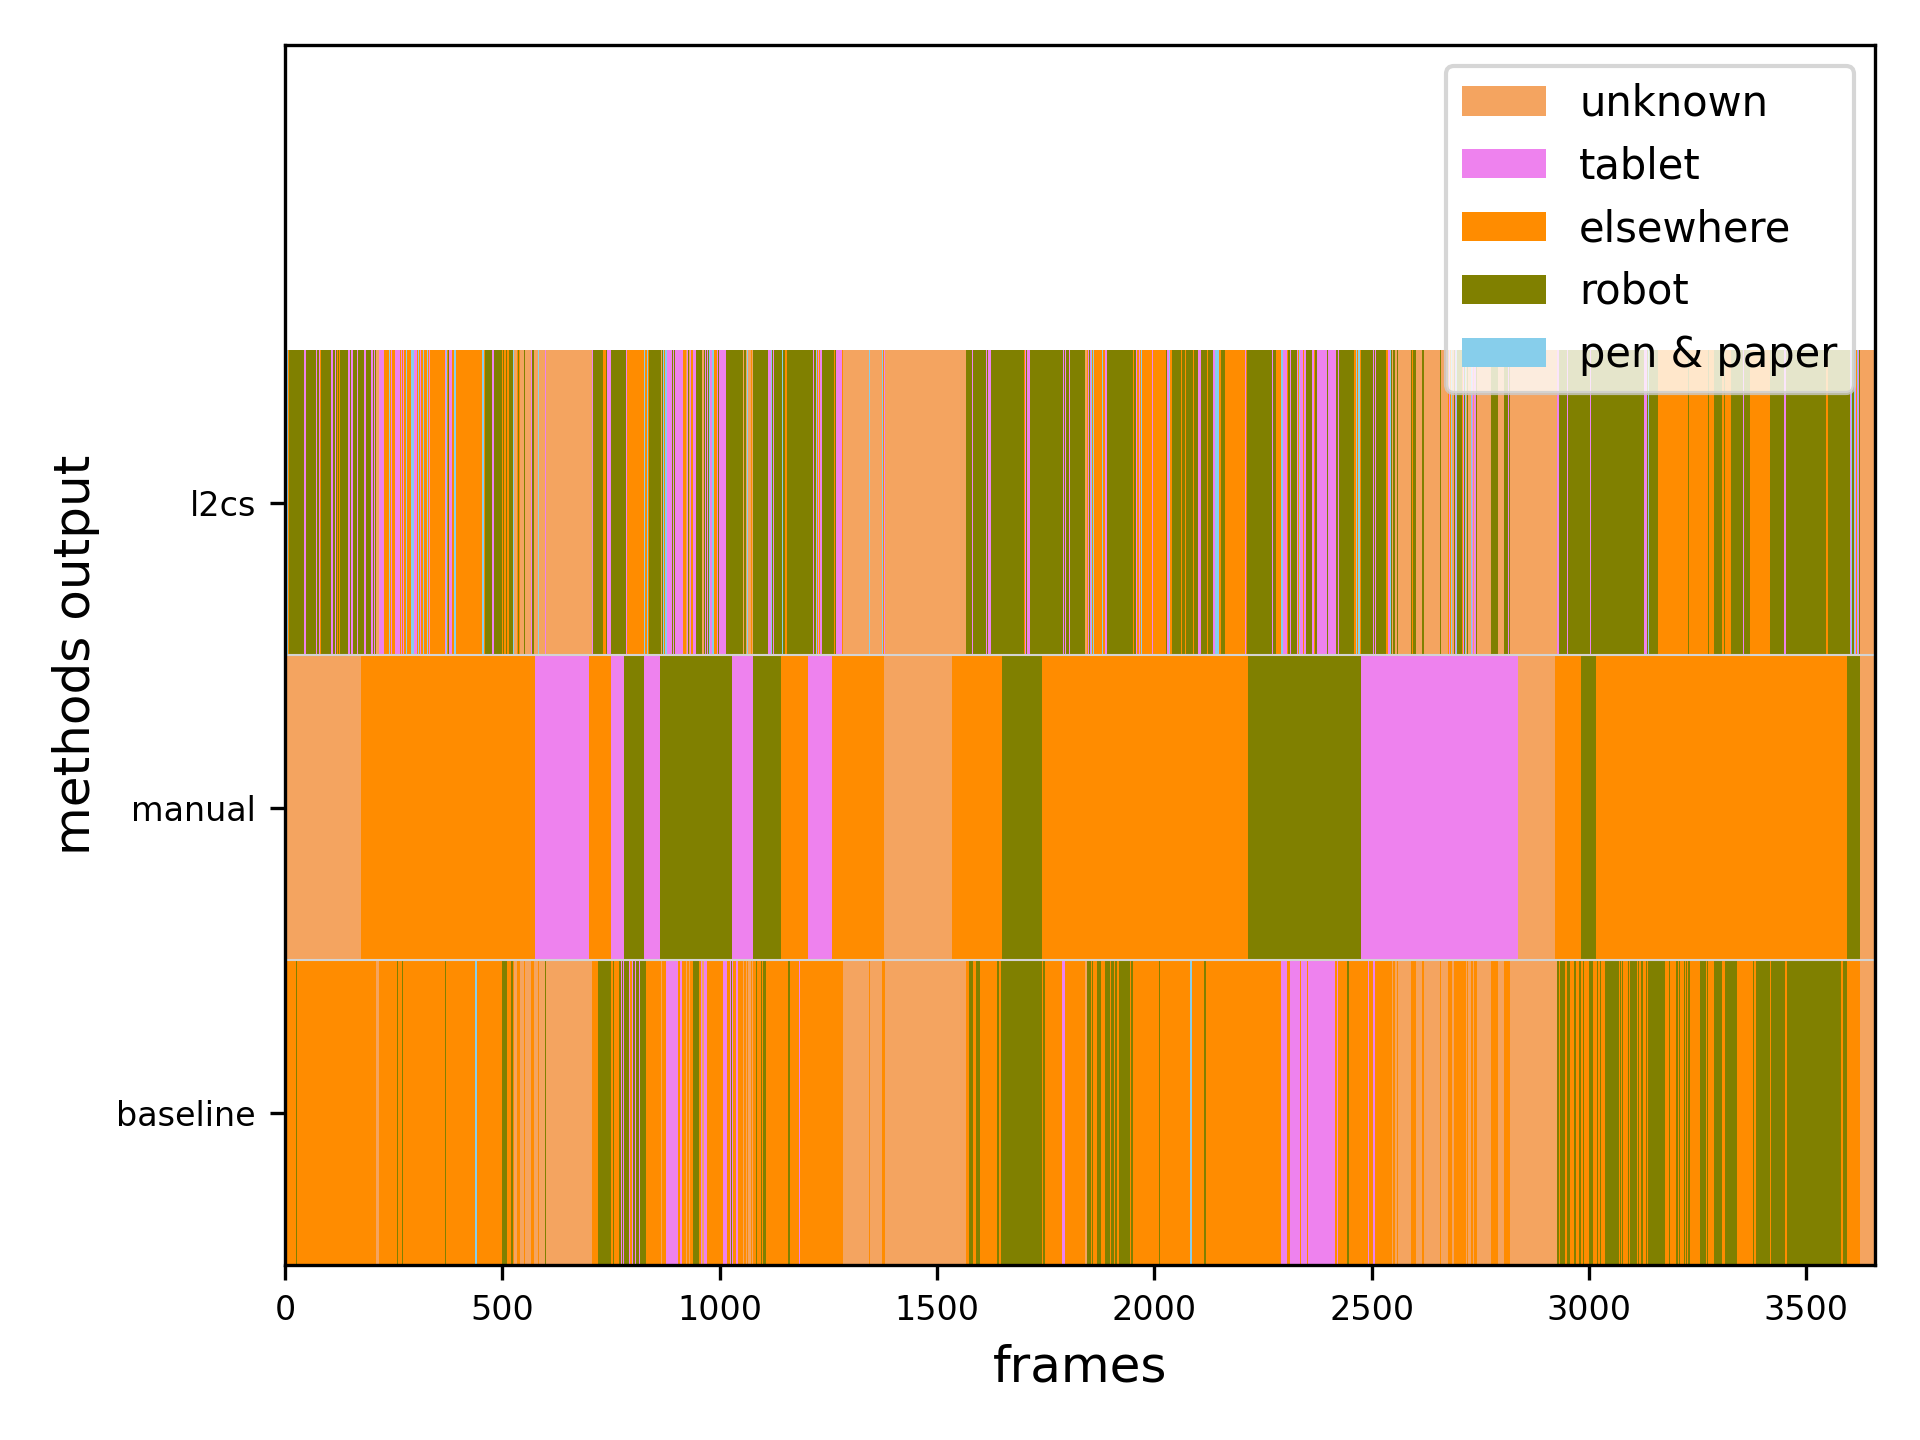 unknown
tablet
elsewhere
robot
pen & paper
methods output
l2cs
manual
baseline
0 500 1000 1500 2000 2500 3000 3500
frames